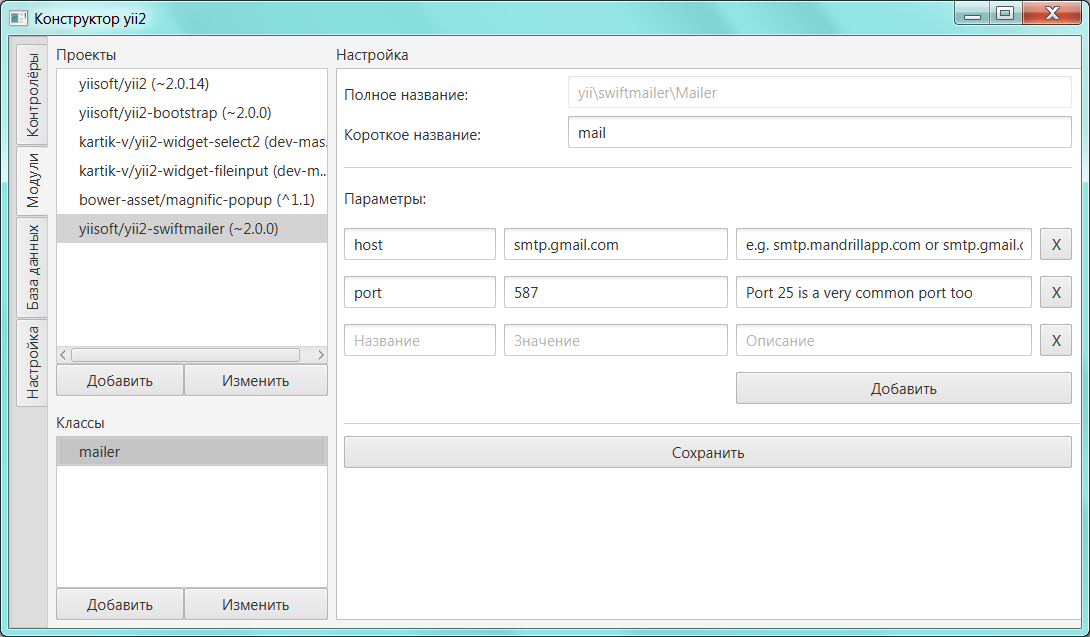 Конструктор yii2
Контролёры
Модули
База данных
Настройка
Проекты
yiisoft/yii2 (~2.0.14)
yiisoft/yii2-bootstrap (~2.0.0)
kartik-v/yii2-widget-select2 (dev-mas
kartik-v/yii2-widget-fileinput (dev-m...
bower-asset/magnific-popup (^1.1)
yiisoft/yii2-swiftmailer (~2.0.0)
Добавить Изменить
Классы
mailer
Добавить Изменить
Настройка
Полное название: yii\swiftmailer\Mailer
Короткое название: mail
Параметры:
host smtp.gmail.com e.g. smtp.mandrillapp.com or smtp.gmail.c X
port 587 Port 25 is a very common port too X
Название Значение Описание X
Добавить
Сохранить